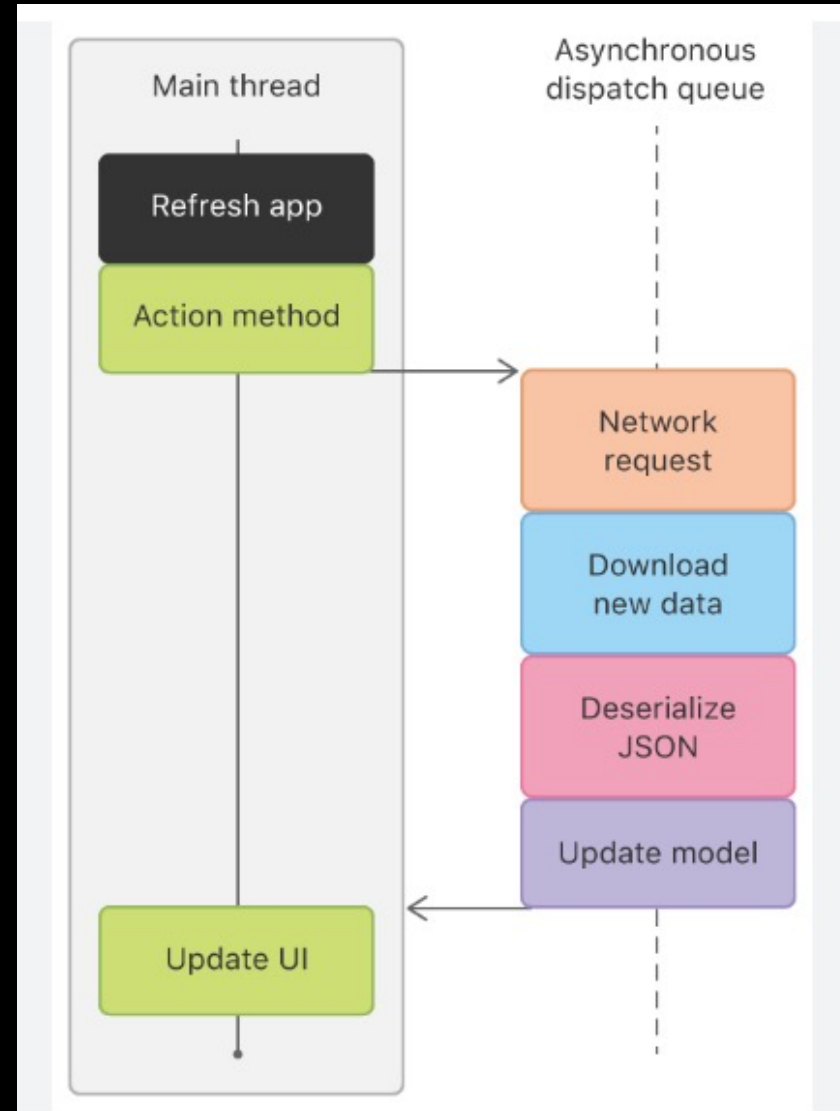 Main thread
Asynchronous
dispatch queue
Refresh app
Action method
Network
request
Download
new data
Deserialize
JSON
Update model
Update UI